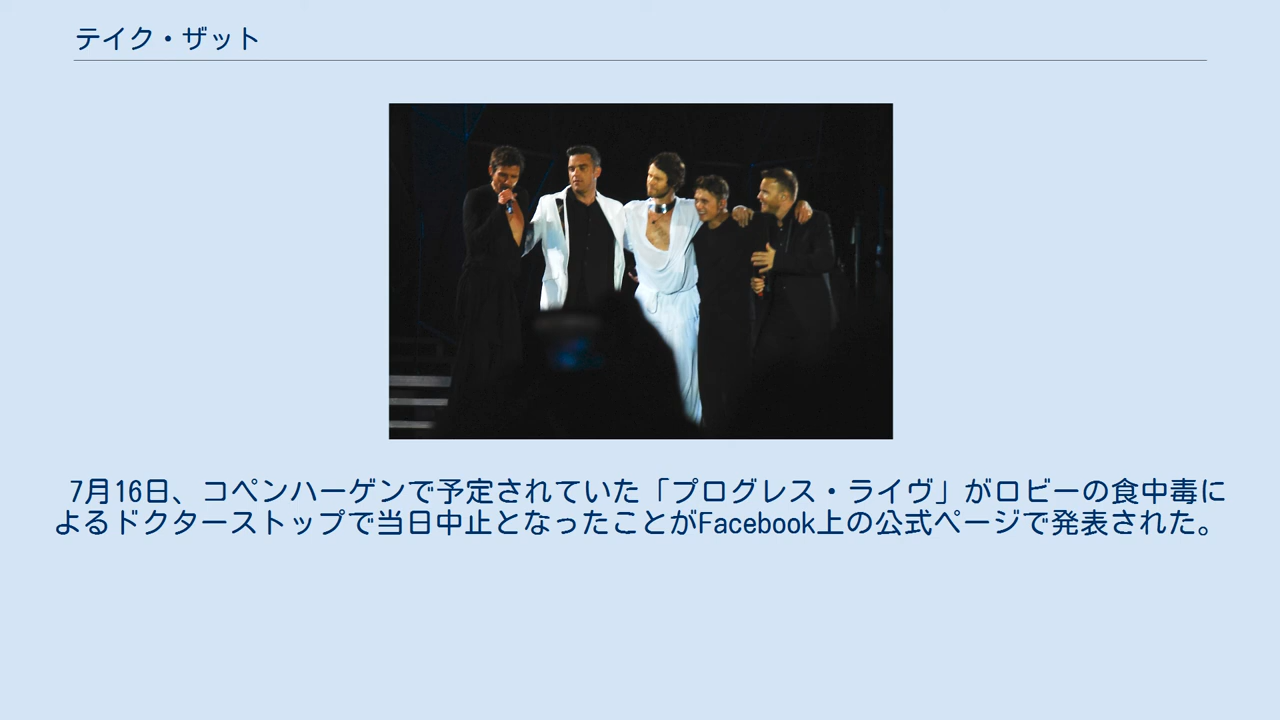 テイク・ザット
7月16日、コペンハーゲンで予定されていた「プログレス・ライヴ」がロビーの食中毒に
よるドクターストップで当日中止となったことがFacebook上の公式ページで発表された。